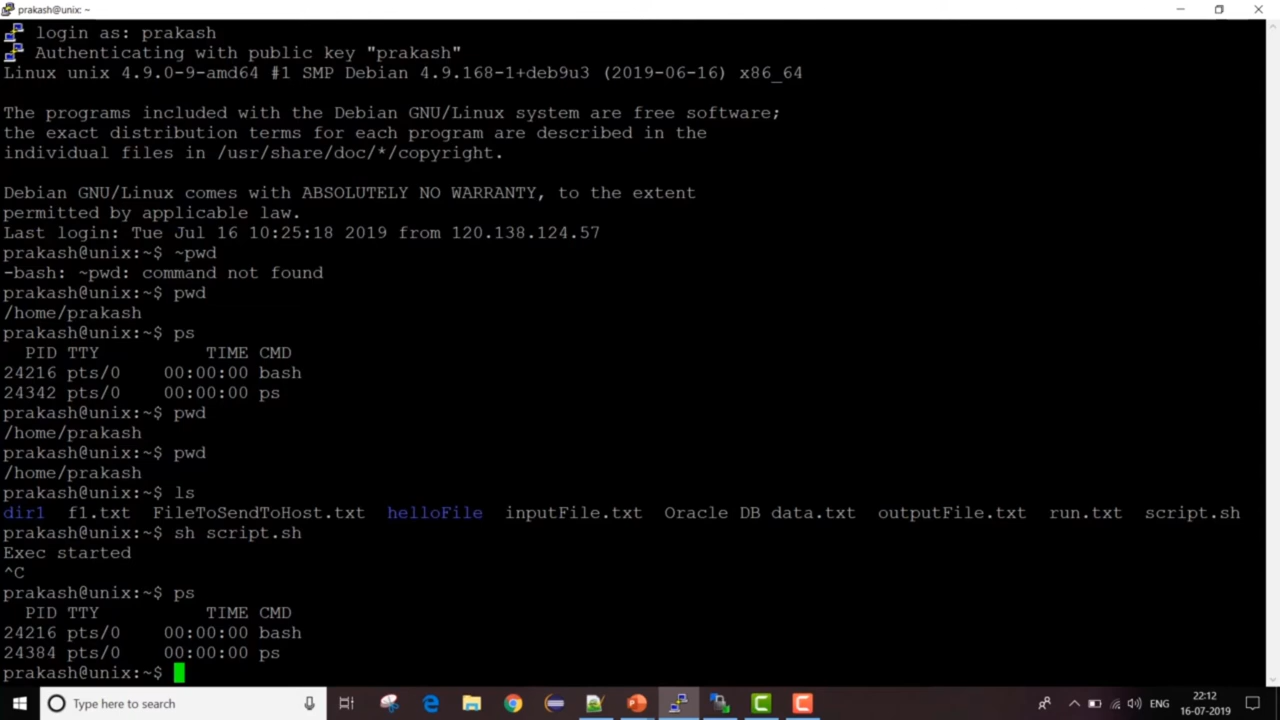 prakash@unix: ~
login as: prakash
Authenticating with public key "prakash"
Linux unix 4.9.0-9-amd64 #1 SMP Debian 4.9.168-1+deb9u3 (2019-06-16) x86_64
The programs included with the Debian GNU/Linux system are free software;
the exact distribution terms for each program are described in the
individual files in /usr/share/doc/*/copyright.
Debian GNU/Linux comes with ABSOLUTELY NO WARRANTY, to the extent
permitted by applicable law.
Last login: Tue Jul 16 10:25:18 2019 from 120.138.124.57
prakash@unix:~$ ~pwd
-bash: ~pwd: command not found
prakash@unix:~$ pwd
/home/prakash
prakash@unix:~$ ps
PID TTY          TIME CMD
24216 pts/0    00:00:00 bash
24342 pts/0    00:00:00 ps
prakash@unix:~$ pwd
/home/prakash
prakash@unix:~$ pwd
/home/prakash
prakash@unix:~$ ls
dir1  f1.txt  FileToSendToHost.txt  helloFile  inputFile.txt  Oracle DB data.txt  outputFile.txt  run.txt  script.sh
prakash@unix:~$ sh script.sh
Exec started
^C
prakash@unix:~$ ps
PID TTY          TIME CMD
24216 pts/0    00:00:00 bash
24384 pts/0    00:00:00 ps
prakash@unix:~$
Type here to search
ENG
22:12
16-07-2019